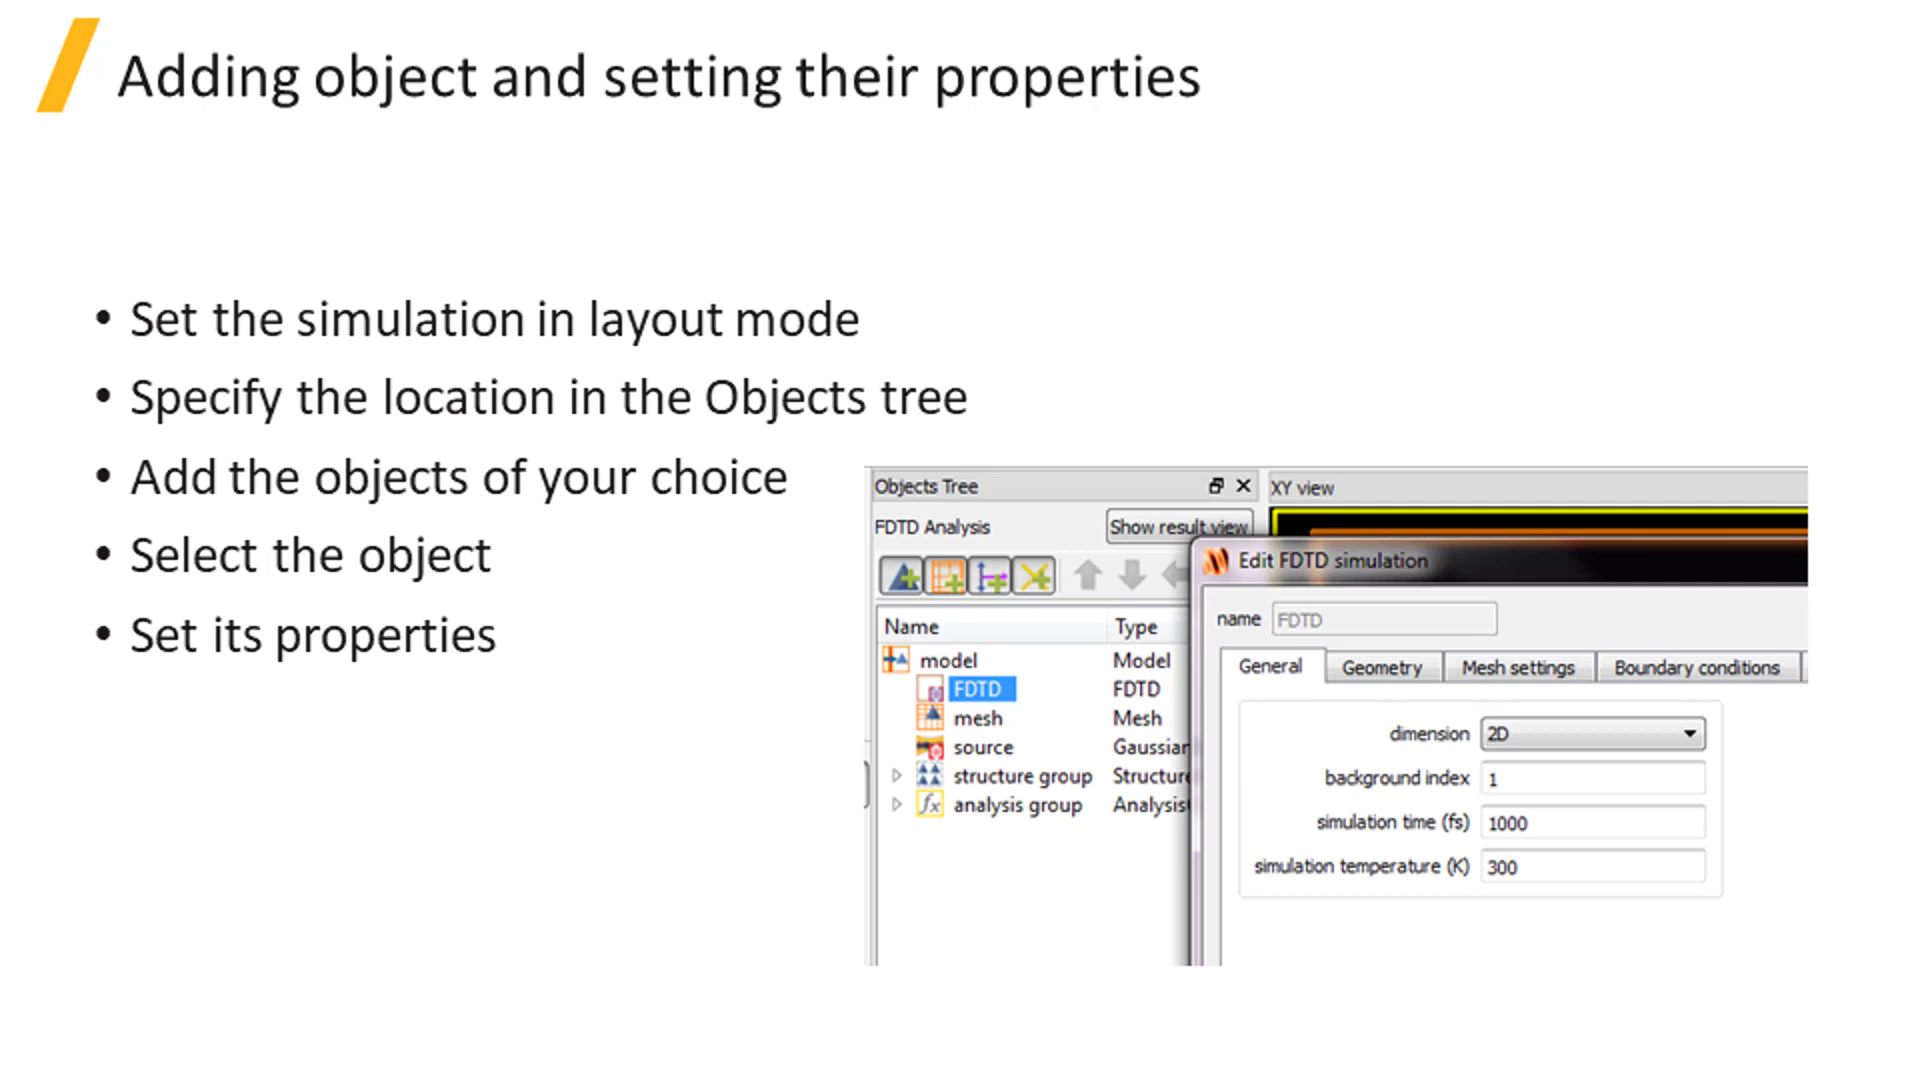 Adding object and setting their properties
• Set the simulation in layout mode
• Specify the location in the Objects tree
• Add the objects of your choice
• Select the object
• Set its properties
Objects Tree
XY view
FDTD Analysis Show result view
Edit FDTD simulation
name FDTD
Name Type
General Geometry Mesh settings Boundary conditions
model Model
FDTD FDTD
mesh Mesh
source Gaussian
structure group Structure
fx analysis group Analysis
dimension 2D
background index 1
simulation time (fs) 1000
simulation temperature (K) 300